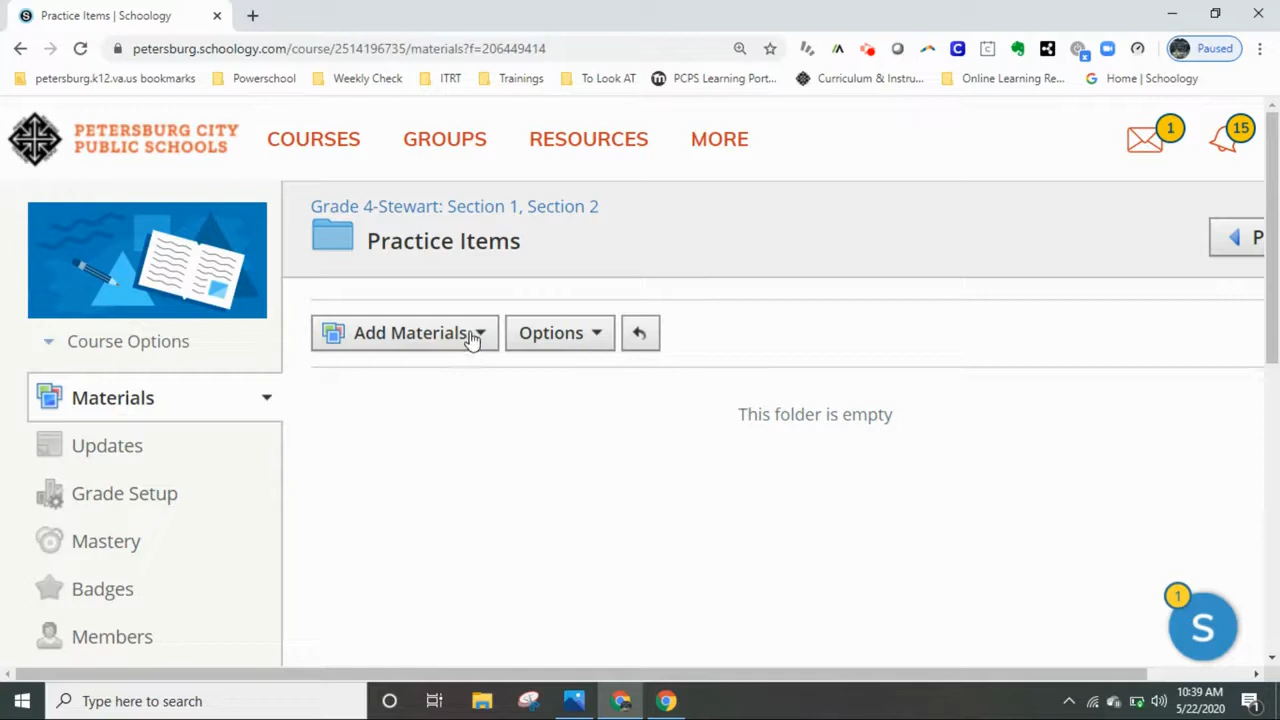 Practice Items | Schoology
petersburg.schoology.com/course/2514196735/materials?f=206449414
Paused
petersburg.k12.va.us bookmarks
Powerschool
Weekly Check
ITRT
Trainings
To Look AT
PCPS Learning Port...
Curriculum & Instru...
Online Learning Re...
Home | Schoology
PETERSBURG CITY
PUBLIC SCHOOLS
COURSES
GROUPS
RESOURCES
MORE
1
15
Grade 4-Stewart: Section 1, Section 2
Practice Items
P
Add Materials
Options
This folder is empty
Course Options
Materials
Updates
Grade Setup
Mastery
Badges
Members
1
S
Type here to search
10:39 AM
5/22/2020
1